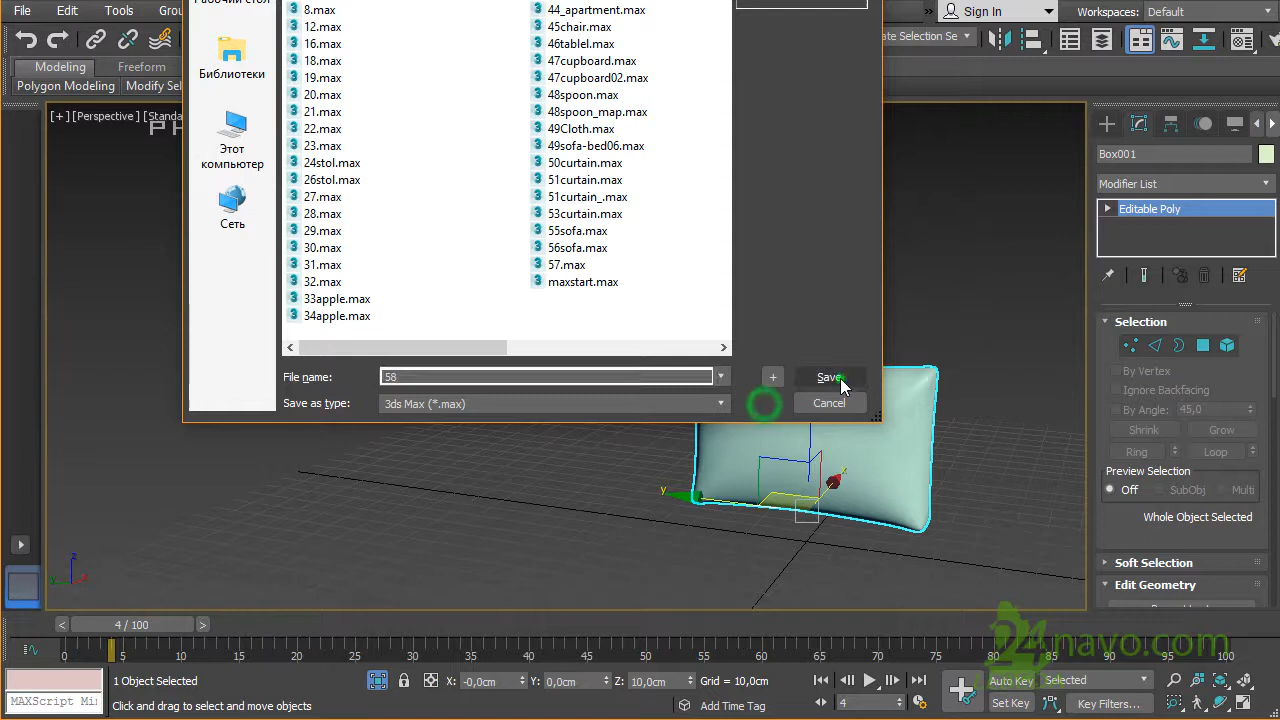 Рабочий стол
8.max
44_apartment.max
Sign In
Workspaces: Default
File Edit Tools
12.max
45chair.max
16.max
46tablel.max
ate Selection Se
Библиотеки
18.max
47cupboard.max
Modeling Freeform
19.max
47cupboard02.max
Polygon Modeling Modify Sel
20.max
48spoon.max
21.max
48spoon_map.max
[+] [Perspective] [Standa
22.max
49Cloth.max
Этот
компьютер
23.max
49sofa-bed06.max
Box001
24stol.max
50curtain.max
26stol.max
51curtain.max
Modifier List
27.max
51curtain_.max
Editable Poly
Сеть
28.max
53curtain.max
29.max
55sofa.max
30.max
56sofa.max
31.max
57.max
32.max
maxstart.max
33apple.max
34apple.max
Selection
By Vertex
File name: 58
+ Save
Ignore Backfacing
Save as type: 3ds Max (*.max)
Cancel
By Angle: 45,0
Shrink Grow
Ring Loop
Preview Selection
Off SubObj Multi
Whole Object Selected
x
y
z
Soft Selection
Edit Geometry
< 4 / 100 >
24navo.com
0 5 10 15 20 25 30 35 40 45 50 55 60 65 70 75 80 85 90 95 100
1 Object Selected
X: -0,0cm Y: 0,0cm Z: 10,0cm Grid = 10,0cm
Auto Key Selected
MAXScript Mi
Click and drag to select and move objects
Add Time Tag
4
Set Key Key Filters...